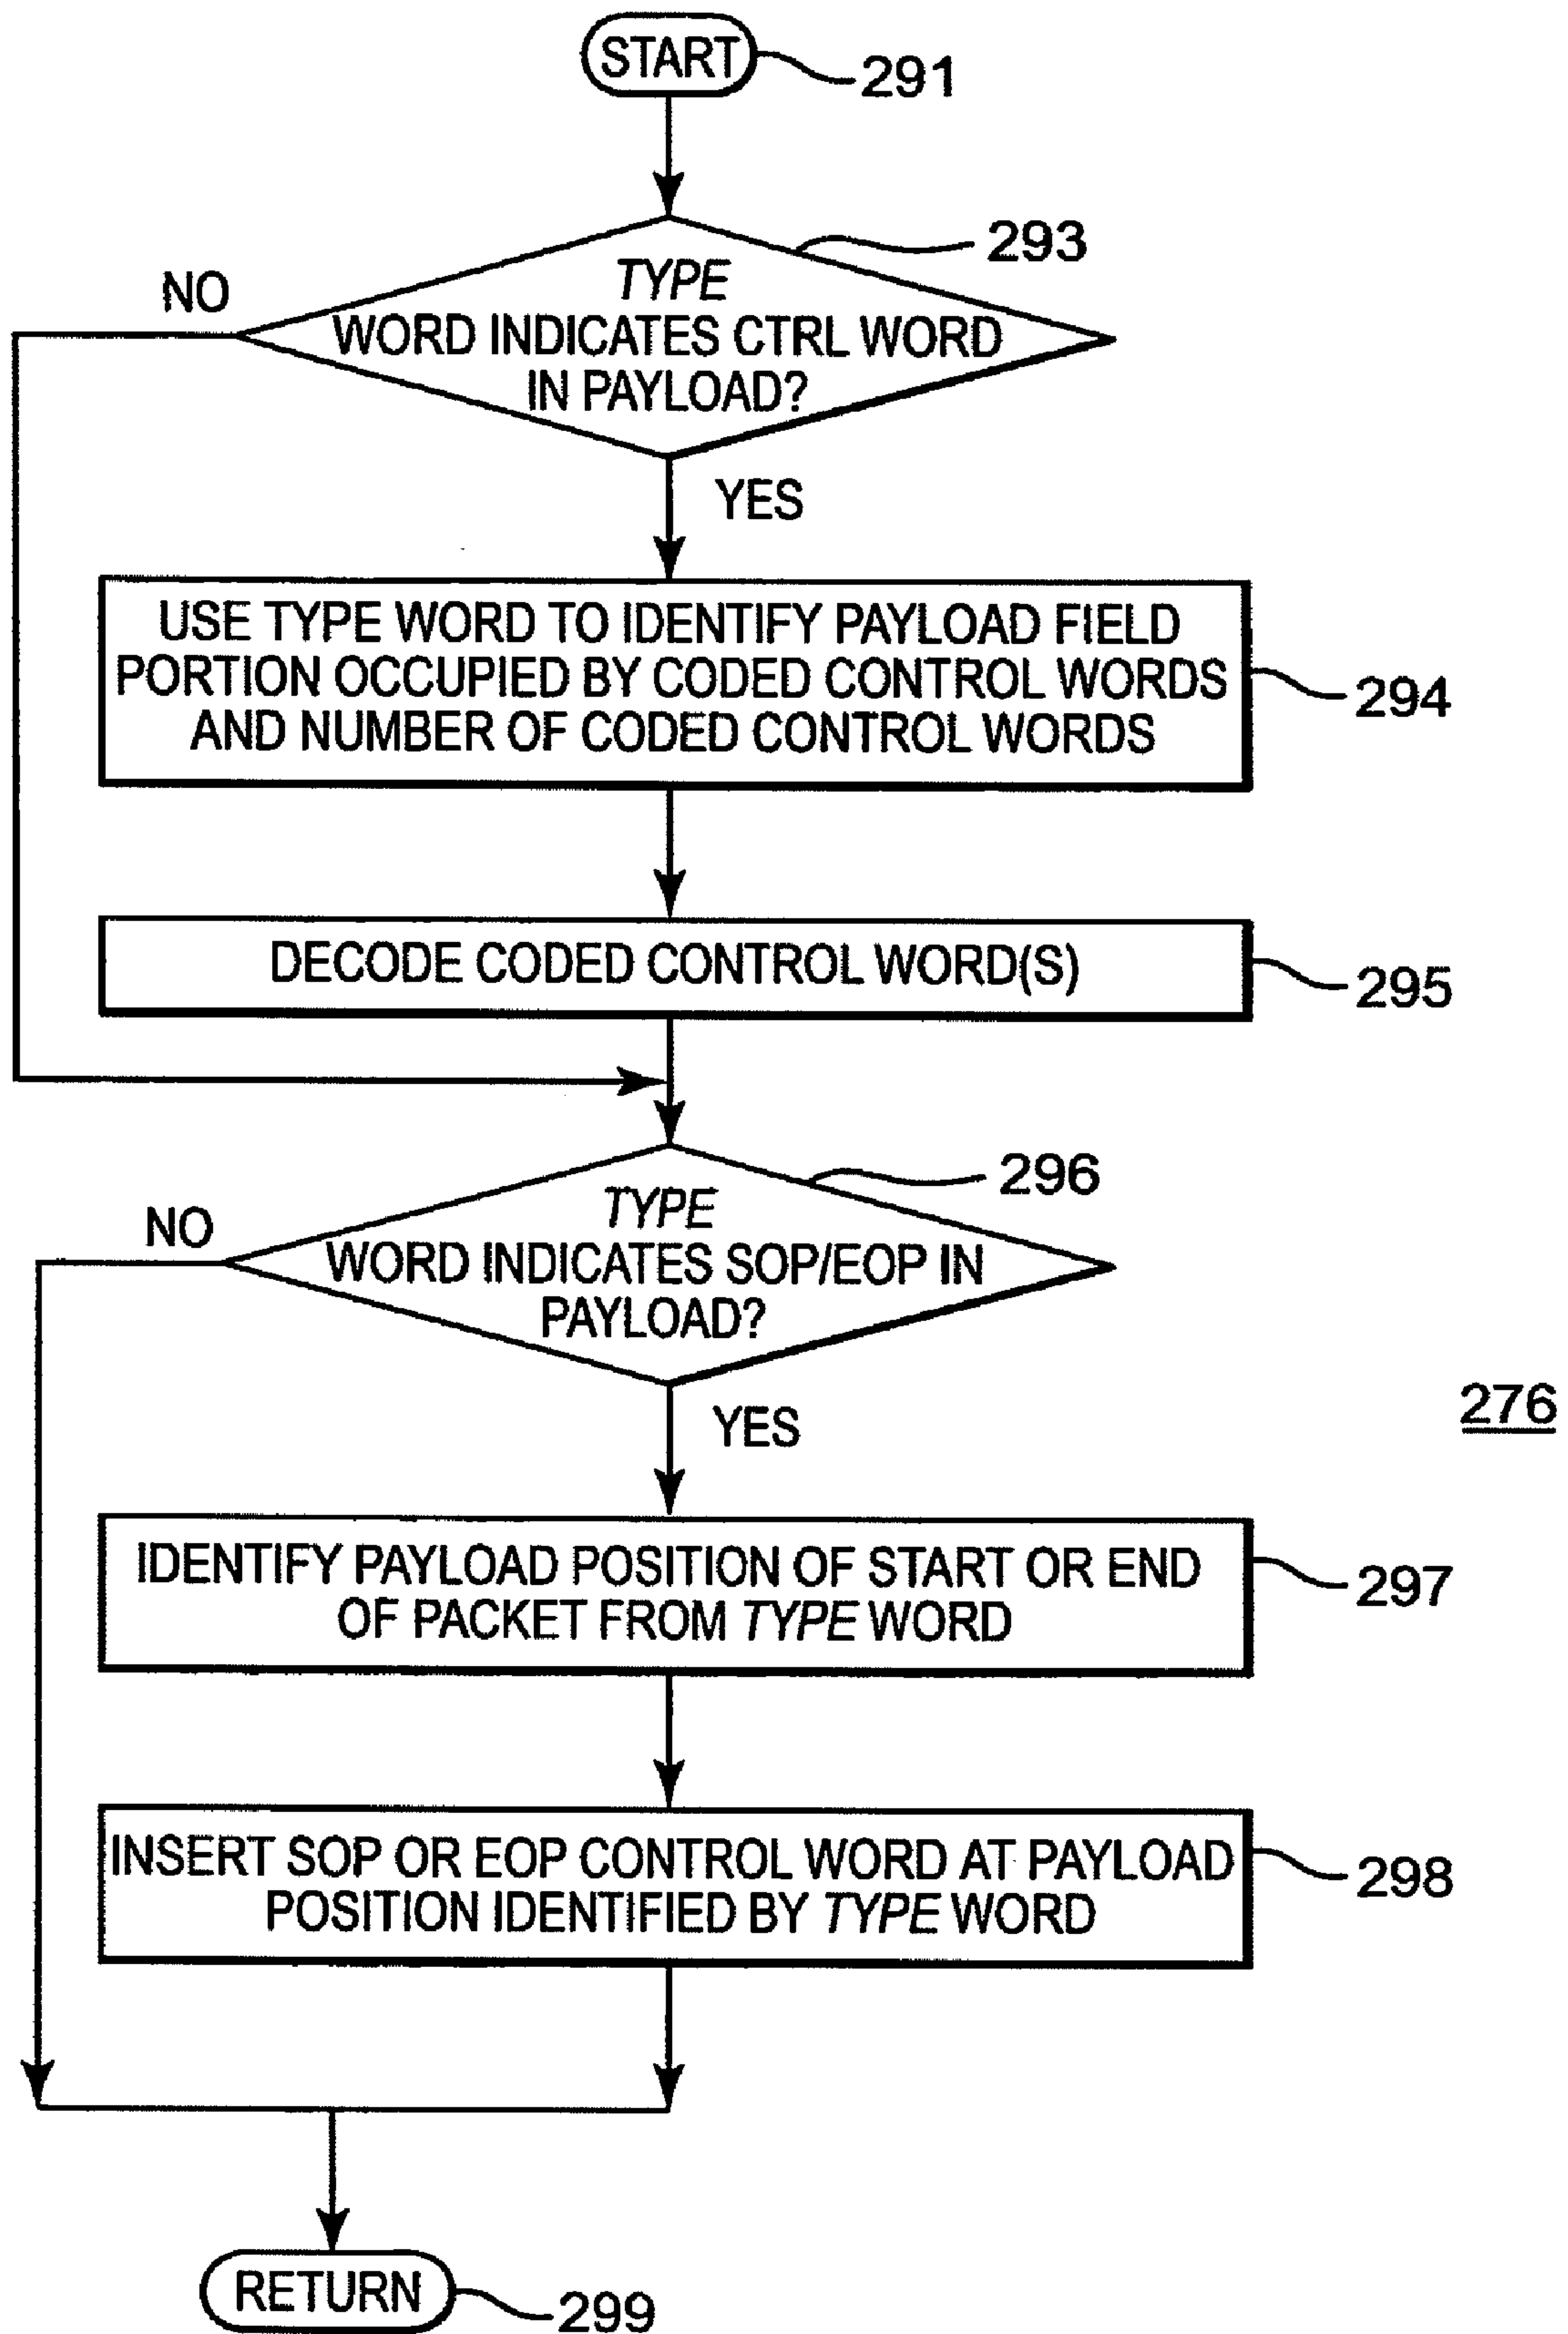 START
291
293
TYPE
WORD INDICATES CTRL WORD
IN PAYLOAD?
NO
YES
USE TYPE WORD TO IDENTIFY PAYLOAD FIELD
PORTION OCCUPIED BY CODED CONTROL WORDS
AND NUMBER OF CODED CONTROL WORDS
294
DECODE CODED CONTROL WORD(S)
295
296
TYPE
WORD INDICATES SOP/EOP IN
PAYLOAD?
NO
YES
276
IDENTIFY PAYLOAD POSITION OF START OR END
OF PACKET FROM TYPE WORD
297
INSERT SOP OR EOP CONTROL WORD AT PAYLOAD
POSITION IDENTIFIED BY TYPE WORD
298
RETURN
299